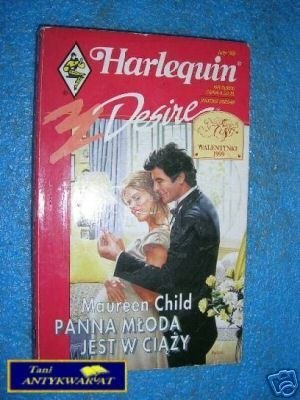 Harlequin®
Desire
WALENTYNKI
1999
Maureen Child
PANNA MŁODA
JEST W CIĄŻY
Tani
ANTYKWARIAT